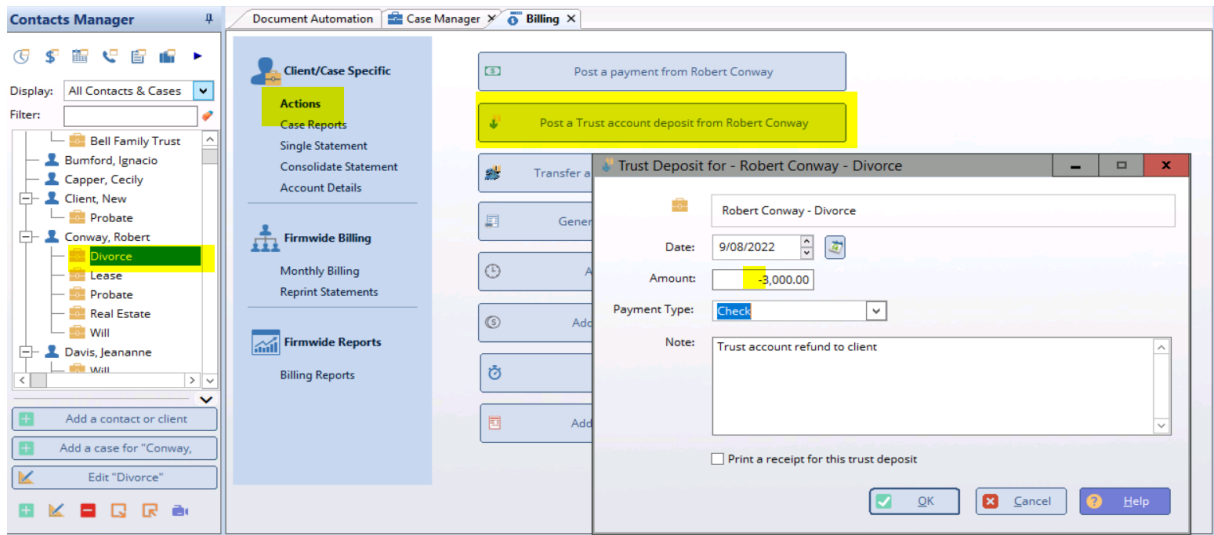 Contacts Manager
Display: All Contacts & Cases
Filter:
Bell Family Trust
Bumford, Ignacio
Capper, Cecily
Client, New
Probate
Conway, Robert
Divorce
Lease
Probate
Real Estate
Will
Davis, Jeananne
Will
Add a contact or client
Add a case for "Conway,
Edit "Divorce"
Document Automation
Case Manager
Billing
Client/Case Specific
Actions
Case Reports
Single Statement
Consolidate Statement
Account Details
Firmwide Billing
Monthly Billing
Reprint Statements
Firmwide Reports
Billing Reports
Post a payment from Robert Conway
Post a Trust account deposit from Robert Conway
Transfer a
Gener
A
Add
Add
Trust Deposit for - Robert Conway - Divorce
Robert Conway - Divorce
Date: 9/08/2022
Amount: -3,000.00
Payment Type: Check
Note: Trust account refund to client
Print a receipt for this trust deposit
OK
Cancel
Help